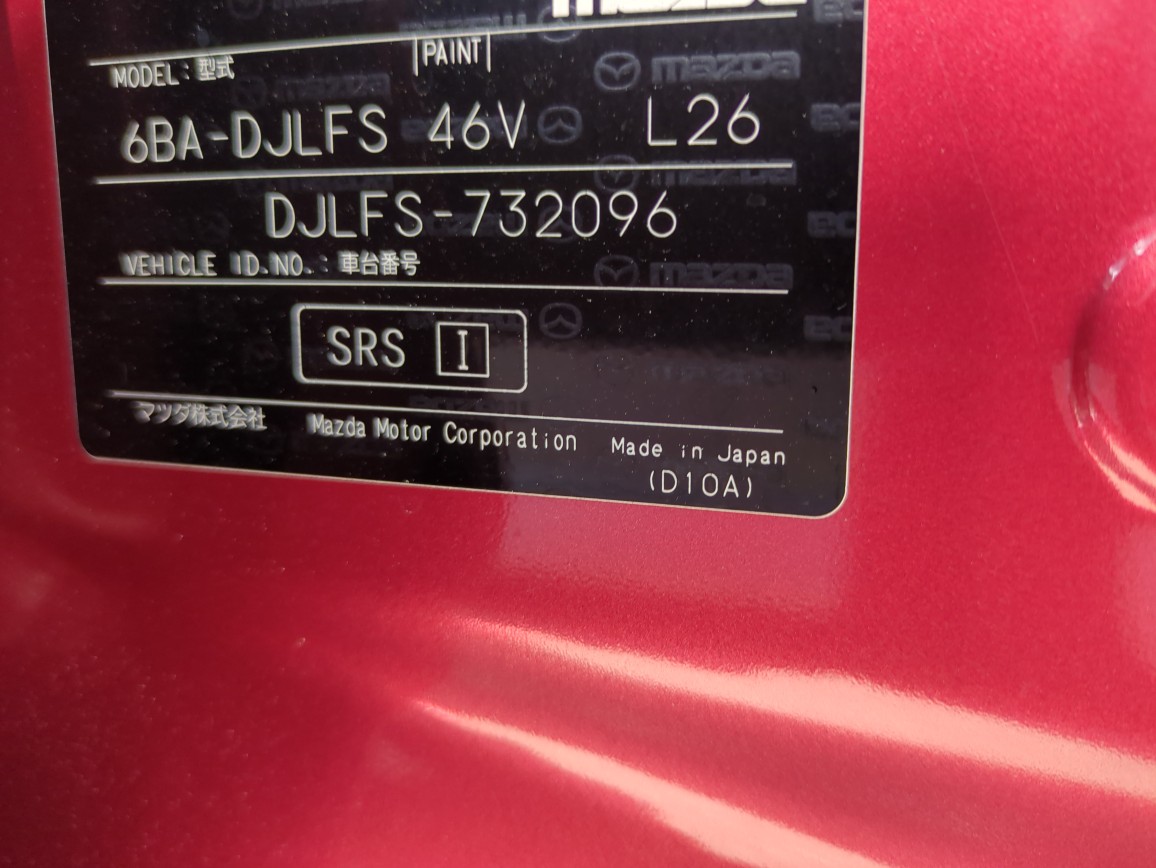 mazda
PAINT
MODEL: 型式
6BA-DJLFS 46V L26
DJLFS-732096
VEHICLE ID.NO.: 車台番号
SRS I
マツダ株式会社 Mazda Motor Corporation Made in Japan
(D10A)